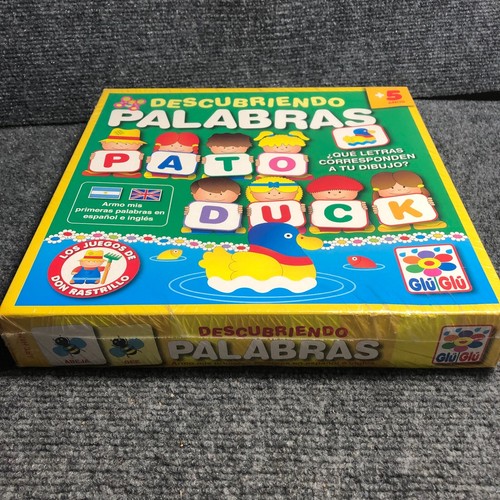 +5
DESCUBRIENDO
PALABRAS
PATO
¿QUÉ LETRAS
CORRESPONDEN
A TU DIBUJO?
DUCK
Armo mis
primeras palabras en
español e inglés
LOS JUEGOS DE
DON RASTRILLO
Glú Glú
DESCUBRIENDO
PALABRAS
Glú Glú